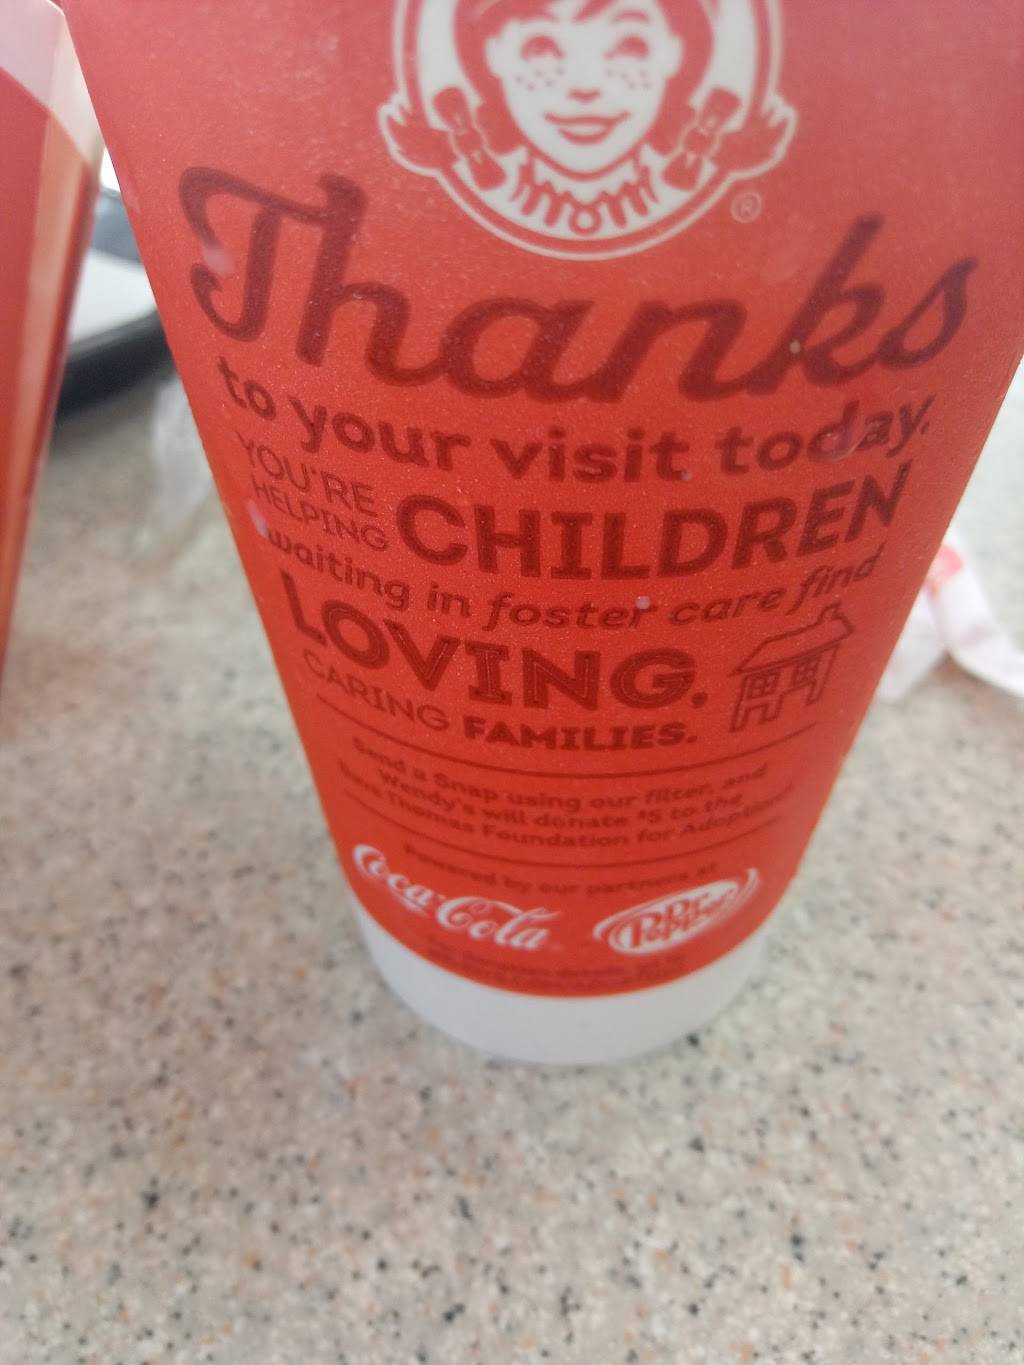 ®
Thanks
to your visit today,
YOU'RE
HELPING
CHILDREN
waiting in foster care find
LOVING,
CARING FAMILIES.
Send a Snap using our filter, and
Wendy's will donate $5 to the
Dave Thomas Foundation for Adoption!
Powered by our partners at
Coca-Cola
Dr Pepper